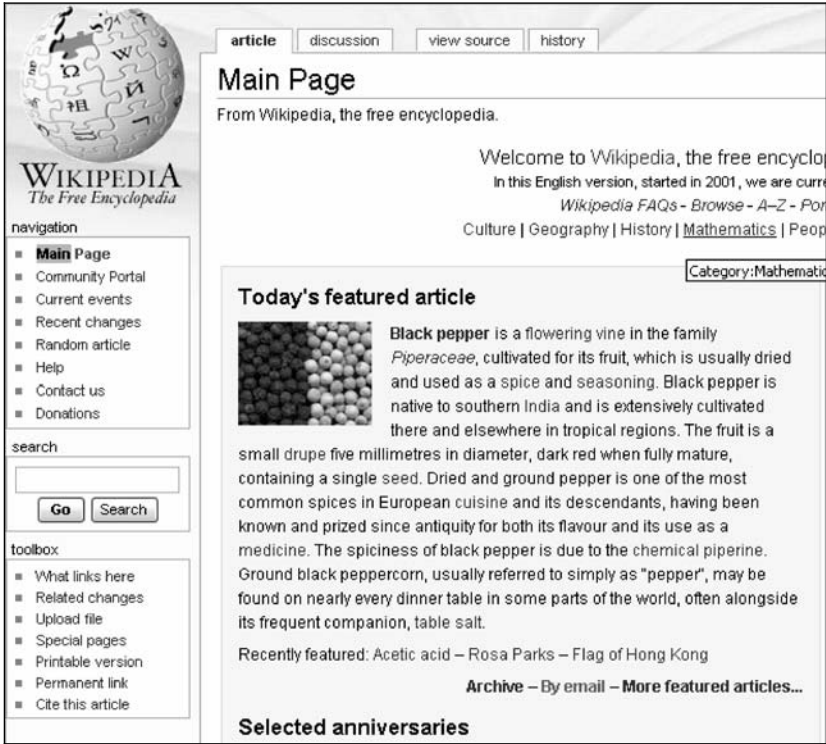 WIKIPEDIA
The Free Encyclopedia
navigation
Main Page
Community Portal
Current events
Recent changes
Random article
Help
Contact us
Donations
search
Go Search
toolbox
What links here
Related changes
Upload file
Special pages
Printable version
Permanent link
Cite this article
article discussion view source history
Main Page
From Wikipedia, the free encyclopedia.
Welcome to Wikipedia, the free encyclo
In this English version, started in 2001, we are curre
Wikipedia FAQs - Browse - A–Z - Por
Culture | Geography | History | Mathematics | Peop
Category:Mathematic
Today's featured article
Black pepper is a flowering vine in the family
Piperaceae, cultivated for its fruit, which is usually dried
and used as a spice and seasoning. Black pepper is
native to southern India and is extensively cultivated
there and elsewhere in tropical regions. The fruit is a
small drupe five millimetres in diameter, dark red when fully mature,
containing a single seed. Dried and ground pepper is one of the most
common spices in European cuisine and its descendants, having been
known and prized since antiquity for both its flavour and its use as a
medicine. The spiciness of black pepper is due to the chemical piperine.
Ground black peppercorn, usually referred to simply as "pepper", may be
found on nearly every dinner table in some parts of the world, often alongside
its frequent companion, table salt.
Recently featured: Acetic acid – Rosa Parks – Flag of Hong Kong
Archive – By email – More featured articles...
Selected anniversaries